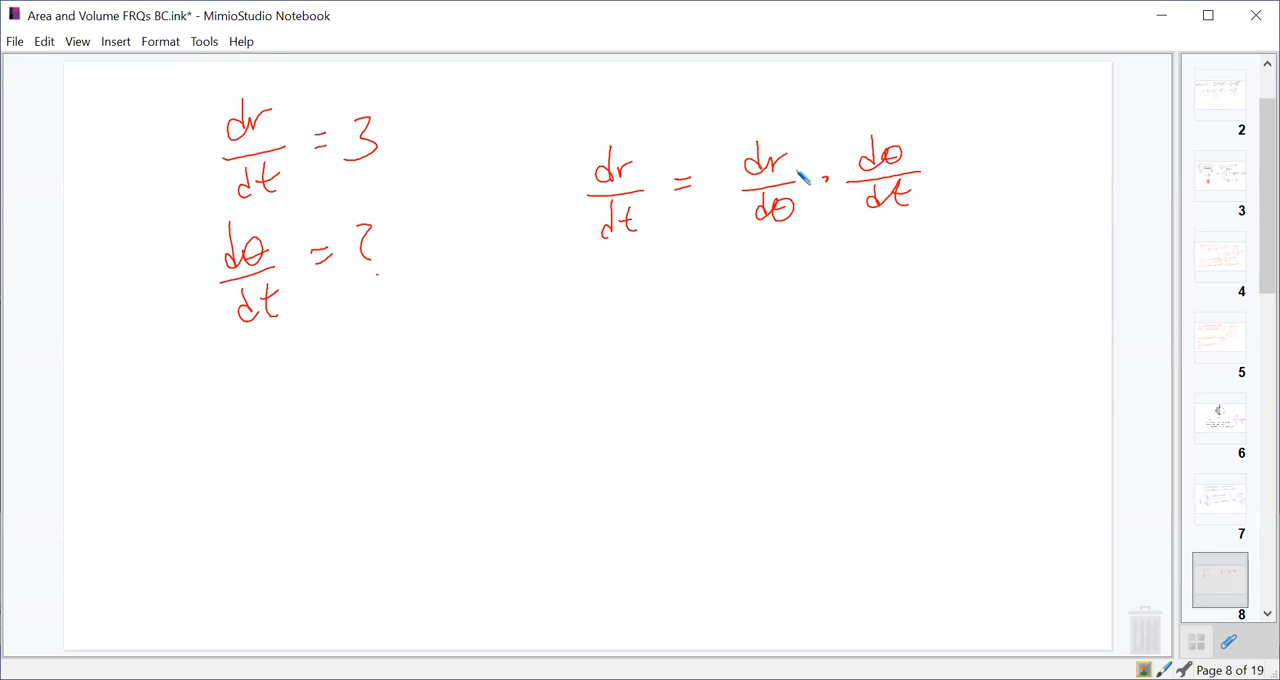 Area and Volume FRQs BC.ink* - MimioStudio Notebook
File Edit View Insert Format Tools Help
dr/dt = 3
dθ/dt = ?
dr/dt = dr/dθ · dθ/dt
2
3
4
5
6
7
8
Page 8 of 19